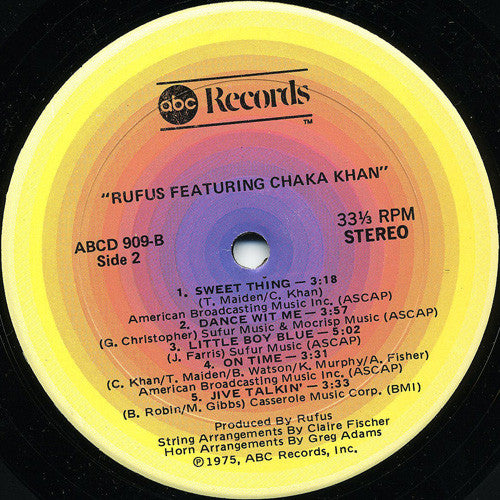 abc Records
TM
"RUFUS FEATURING CHAKA KHAN"
ABCD 909-B
Side 2
33⅓ RPM
STEREO
1. SWEET THING — 3:18
(T. Maiden/C. Khan)
American Broadcasting Music Inc. (ASCAP)
2. DANCE WIT ME — 3:57
(G. Christopher) Sufur Music & Mocrisp Music (ASCAP)
3. LITTLE BOY BLUE — 5:02
(J. Farris) Sufur Music (ASCAP)
4. ON TIME — 3:31
(C. Khan/T. Maiden/B. Watson/K. Murphy/A. Fisher)
American Broadcasting Music Inc. (ASCAP)
5. JIVE TALKIN' — 3:33
(B. Robin/M. Gibbs) Casserole Music Corp. (BMI)
Produced By Rufus
String Arrangements By Claire Fischer
Horn Arrangements By Greg Adams
℗1975, ABC Records, Inc.